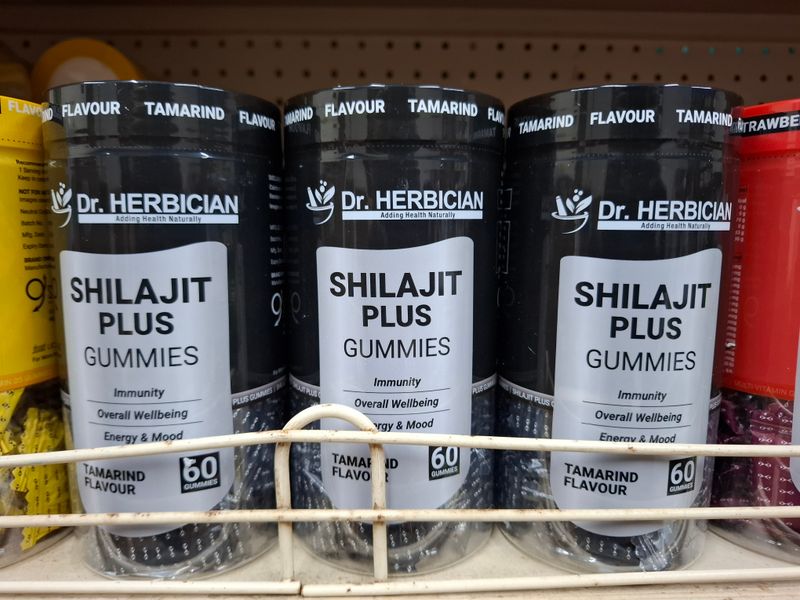 FLAVOUR
FLAVOUR TAMARIND FLAVOUR
Dr. HERBICIAN
Adding Health Naturally
SHILAJIT
PLUS
GUMMIES
Immunity
Overall Wellbeing
Energy & Mood
TAMARIND
FLAVOUR
60
GUMMIES
FLAVOUR TAMARIND
Dr. HERBICIAN
Adding Health Naturally
SHILAJIT
PLUS
GUMMIES
Immunity
Overall Wellbeing
Energy & Mood
TAMARIND
FLAVOUR
60
GUMMIES
TAMARIND FLAVOUR TAMARIND
Dr. HERBICIAN
Adding Health Naturally
SHILAJIT
PLUS
GUMMIES
Immunity
Overall Wellbeing
Energy & Mood
TAMARIND
FLAVOUR
60
GUMMIES